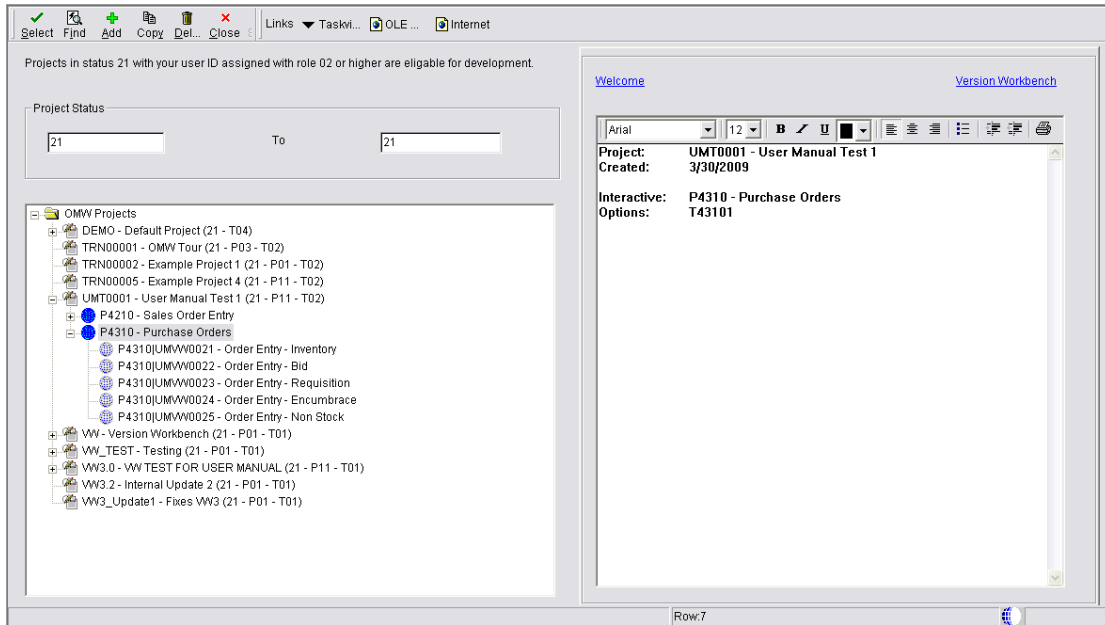 Select Find Add Copy Del... Close Links Taskvi... OLE ... Internet
Projects in status 21 with your user ID assigned with role 02 or higher are eligable for development.
Project Status
21 To 21
OMW Projects
DEMO - Default Project (21 - T04)
TRN00001 - OMW Tour (21 - P03 - T02)
TRN00002 - Example Project 1 (21 - P01 - T02)
TRN00005 - Example Project 4 (21 - P11 - T02)
UMT0001 - User Manual Test 1 (21 - P11 - T02)
P4210 - Sales Order Entry
P4310 - Purchase Orders
P4310|UMVW0021 - Order Entry - Inventory
P4310|UMVW0022 - Order Entry - Bid
P4310|UMVW0023 - Order Entry - Requisition
P4310|UMVW0024 - Order Entry - Encumbrace
P4310|UMVW0025 - Order Entry - Non Stock
VW - Version Workbench (21 - P01 - T01)
VW_TEST - Testing (21 - P01 - T01)
VW3.0 - VW TEST FOR USER MANUAL (21 - P11 - T01)
VW3.2 - Internal Update 2 (21 - P01 - T01)
VW3_Update1 - Fixes VW3 (21 - P01 - T01)
Welcome Version Workbench
Arial 12 B I U
Project: UMT0001 - User Manual Test 1
Created: 3/30/2009
Interactive: P4310 - Purchase Orders
Options: T43101
Row:7